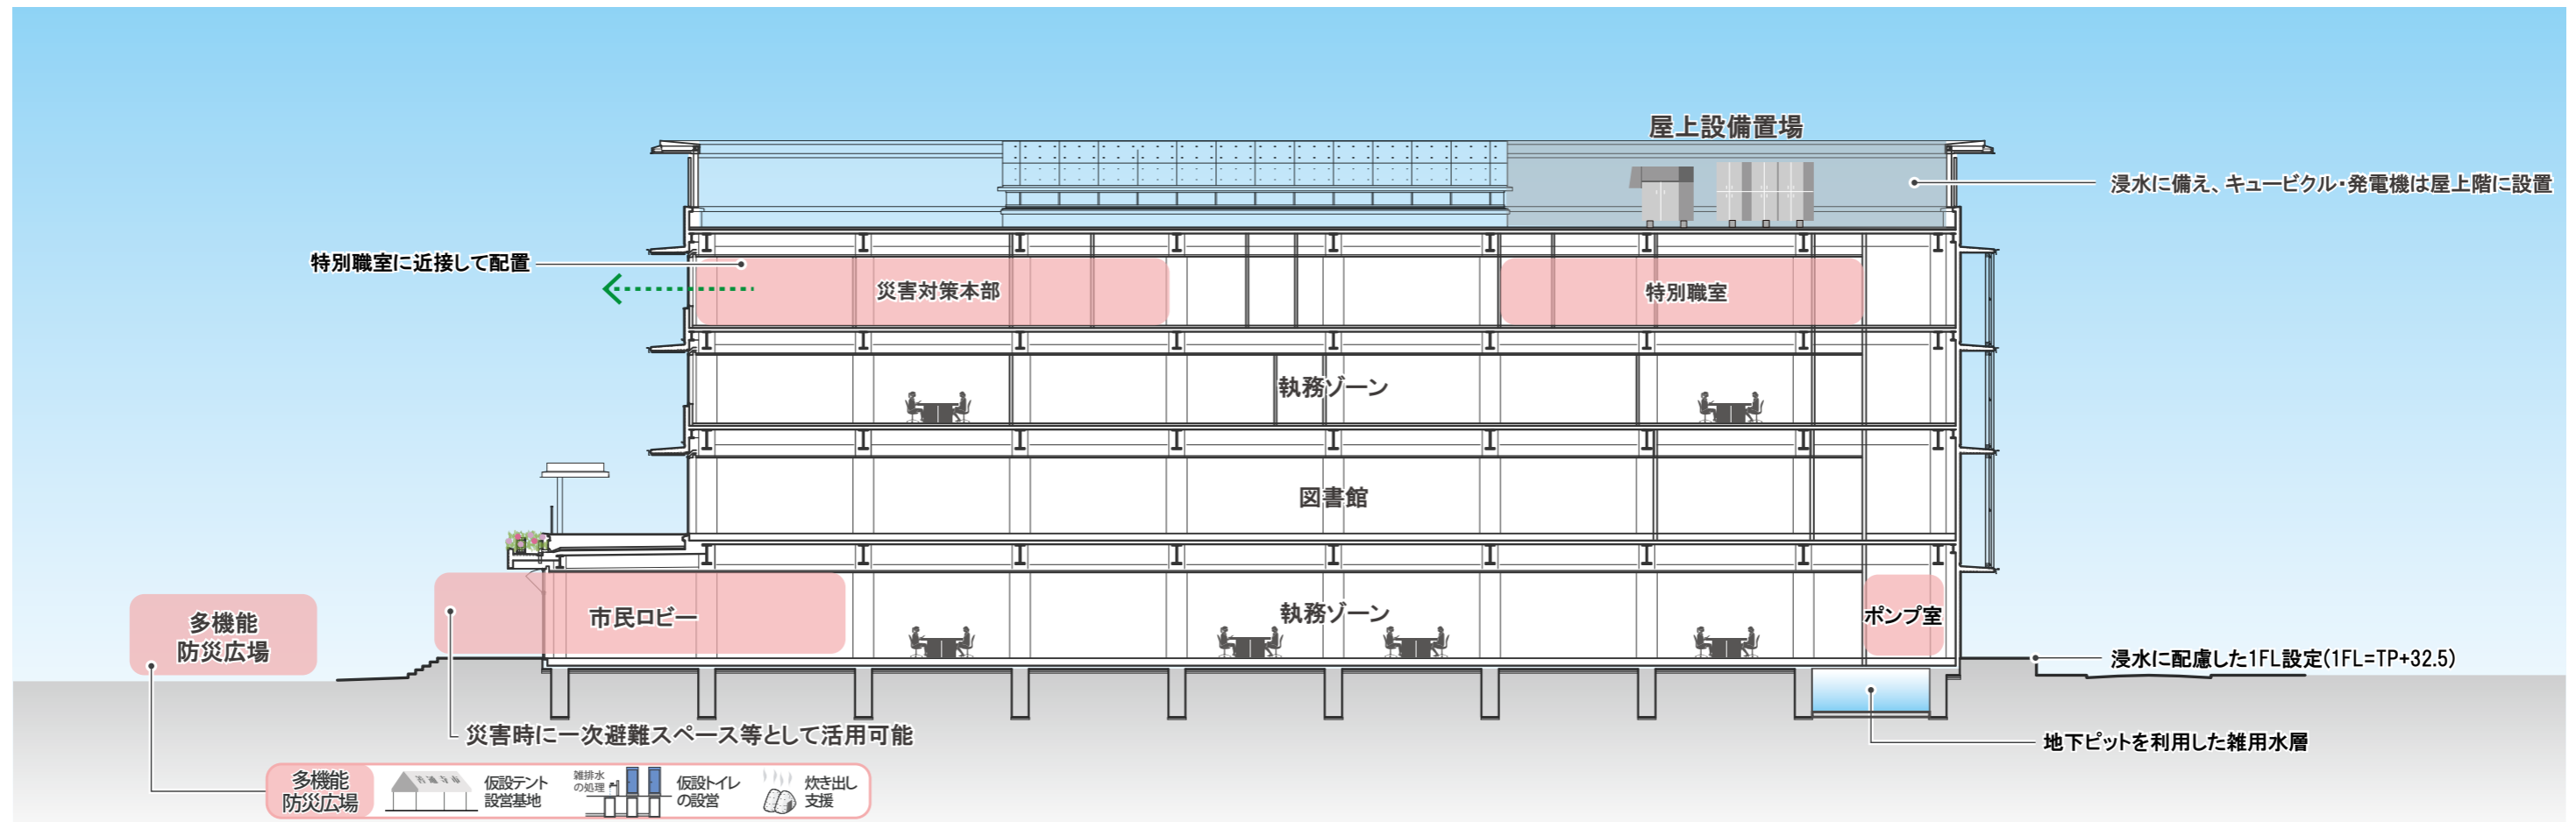 屋上設備置場
浸水に備え、キュービクル・発電機は屋上階に設置
特別職室に近接して配置
災害対策本部
特別職室
執務ゾーン
図書館
多機能
防災広場
市民ロビー
執務ゾーン
ポンプ室
浸水に配慮した1FL設定(1FL=TP+32.5)
災害時に一次避難スペース等として活用可能
地下ピットを利用した雑用水層
多機能
防災広場
善通寺市
仮設テント
設営基地
雑排水
の処理
仮設トイレ
の設営
炊き出し
支援